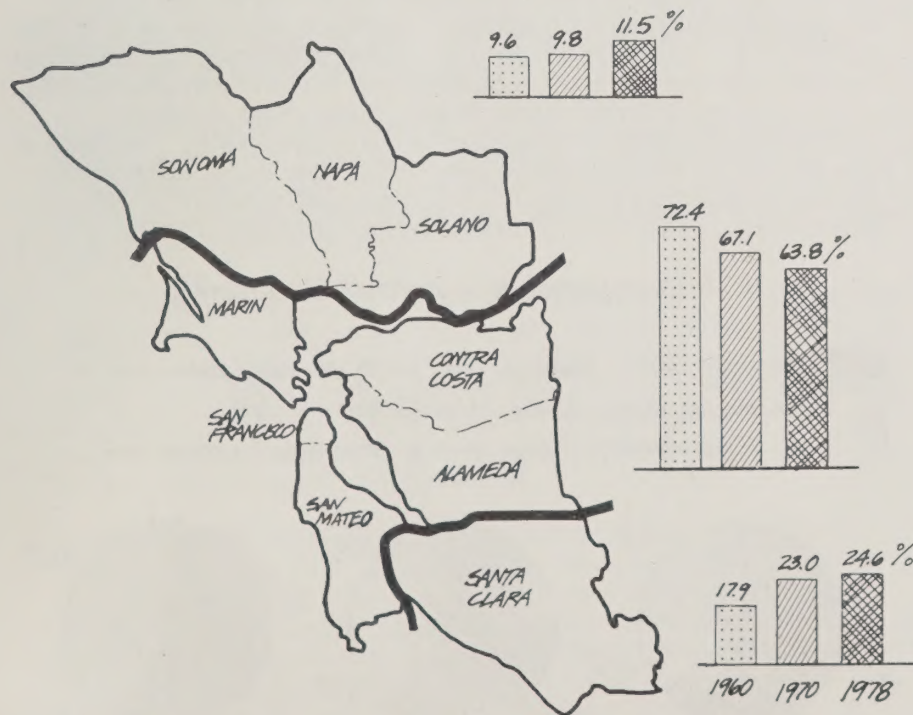 9.6 9.8 11.5 %
SONOMA
NAPA
SOLANO
72.4 67.1 63.8 %
MARIN
CONTRA
COSTA
SAN
FRANCISCO
ALAMEDA
SAN
MATEO
SANTA
CLARA
17.9 23.0 24.6 %
1960 1970 1978